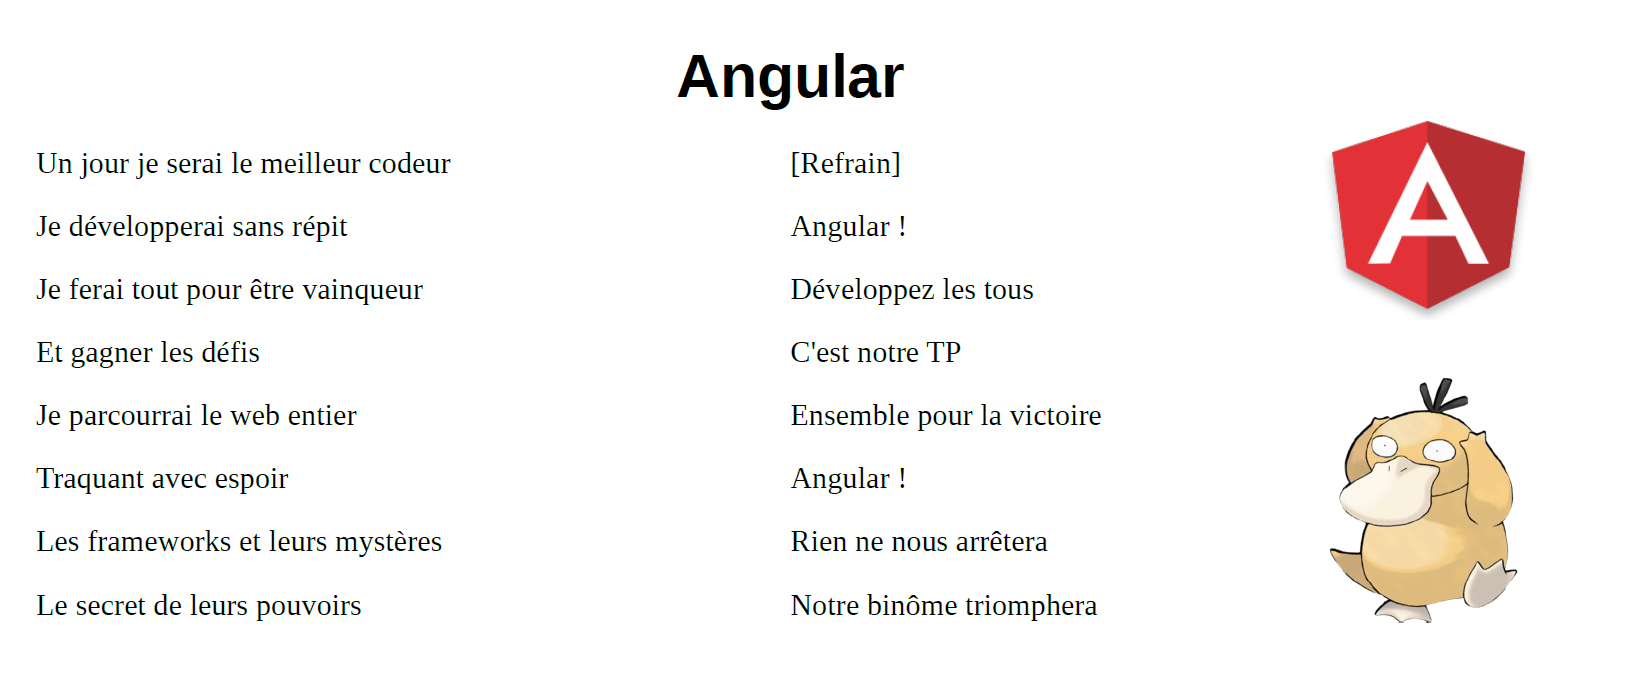 Angular
Un jour je serai le meilleur codeur
Je développerai sans répit
Je ferai tout pour être vainqueur
Et gagner les défis
Je parcourrai le web entier
Traquant avec espoir
Les frameworks et leurs mystères
Le secret de leurs pouvoirs
[Refrain]
Angular !
Développez les tous
C'est notre TP
Ensemble pour la victoire
Angular !
Rien ne nous arrêtera
Notre binôme triomphera
A